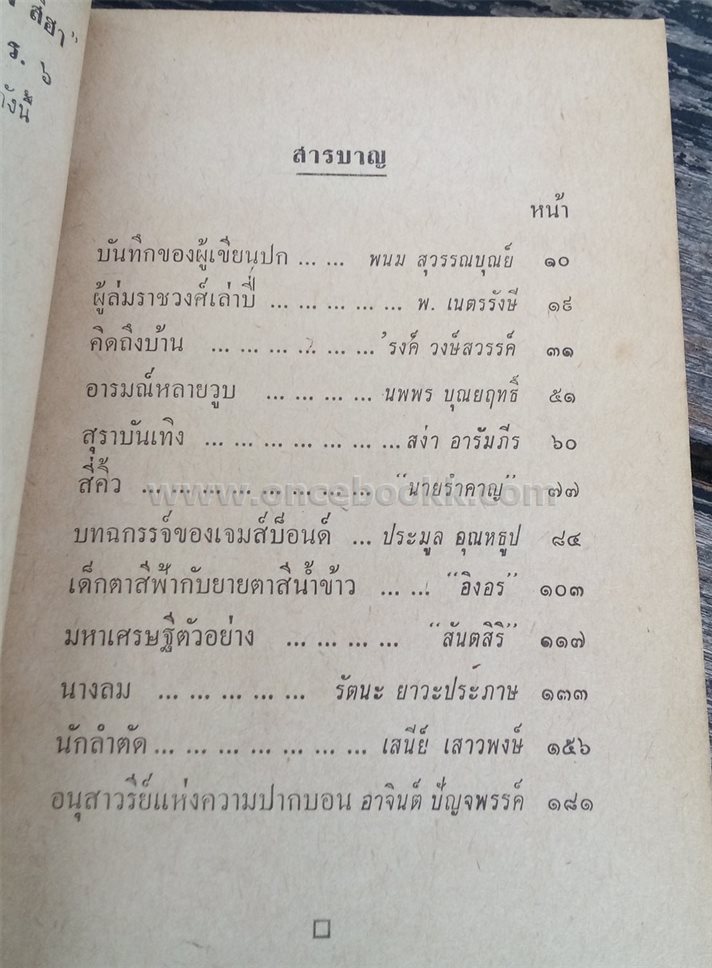 สารบาญ
หน้า
บันทึกของผู้เขียนปก ... ... พนม สุวรรณบุณย์ ๑๐
ผู้ล่มราชวงศ์เล่าปี่ ... ... ... ... ... พ. เนตรรังษี ๑๙
คิดถึงบ้าน ... ... ... ... ... ... ’รงค์ วงษ์สวรรค์ ๓๑
อารมณ์หลายวูบ ... ... ... ... นพพร บุณยฤทธิ์ ๕๑
สุราบันเทิง ... ... ... ... ... ... ... สง่า อารัมภีร ๖๐
สี่คิ้ว ... ... ... ... ... ... ... ... “นายรำคาญ” ๗๗
www.oncebookk.com
บทฉกรรจ์ของเจมส์บ็อนด์ ... ประมูล อุณหธูป ๘๔
เด็กตาสีฟ้ากับยายตาสีน้ำข้าว ... ... “อิงอร” ๑๐๓
มหาเศรษฐีตัวอย่าง ... ... ... ... “สันตสิริ” ๑๑๗
นางลม ... ... ... ... ... รัตนะ ยาวะประภาษ ๑๓๓
นักลำตัด ... ... ... ... ... ... ... เสนีย์ เสาวพงษ์ ๑๕๖
อนุสาวรีย์แห่งความปากบอน อาจินต์ ปัญจพรรค์ ๑๘๑